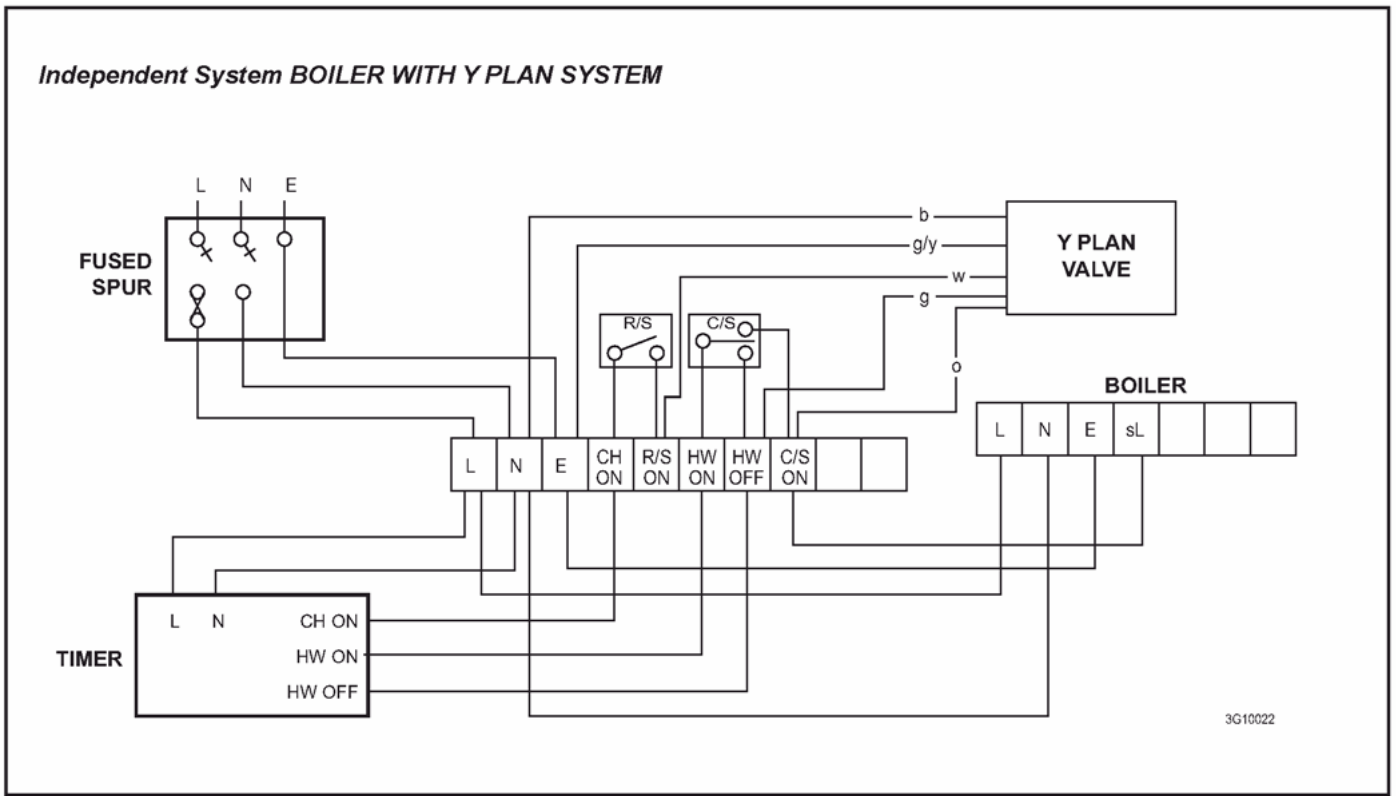 Independent System BOILER WITH Y PLAN SYSTEM
L N E
FUSED
SPUR
b
g/y
w
g
o
Y PLAN
VALVE
R/S
C/S
BOILER
L N E sL
L N E CH ON R/S ON HW ON HW OFF C/S ON
TIMER
L N
CH ON
HW ON
HW OFF
3G10022